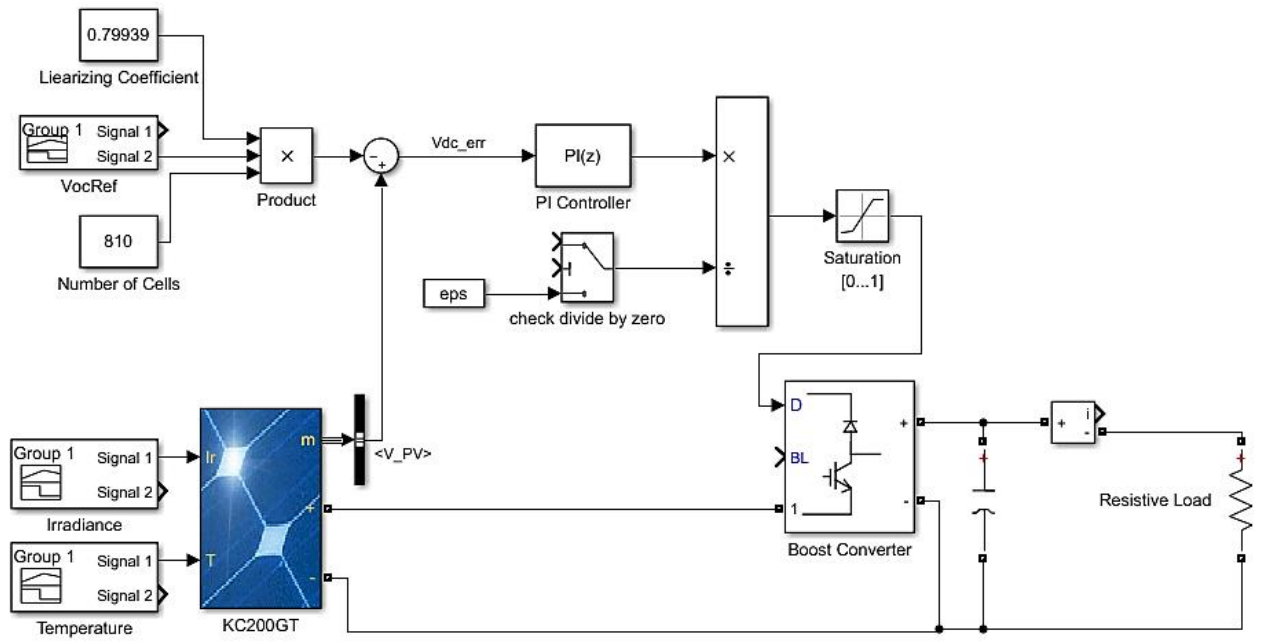 0.79939
Liearizing Coefficient
Group 1
Signal 1
Signal 2
VocRef
810
Number of Cells
×
Product
-
+
Vdc_err
PI(z)
PI Controller
eps
check divide by zero
×
÷
Saturation
[0...1]
Group 1
Signal 1
Signal 2
Irradiance
Group 1
Signal 1
Signal 2
Temperature
Ir
T
m
+
-
KC200GT
<V_PV>
D
BL
1
+
-
Boost Converter
+
+
i
-
Resistive Load
+